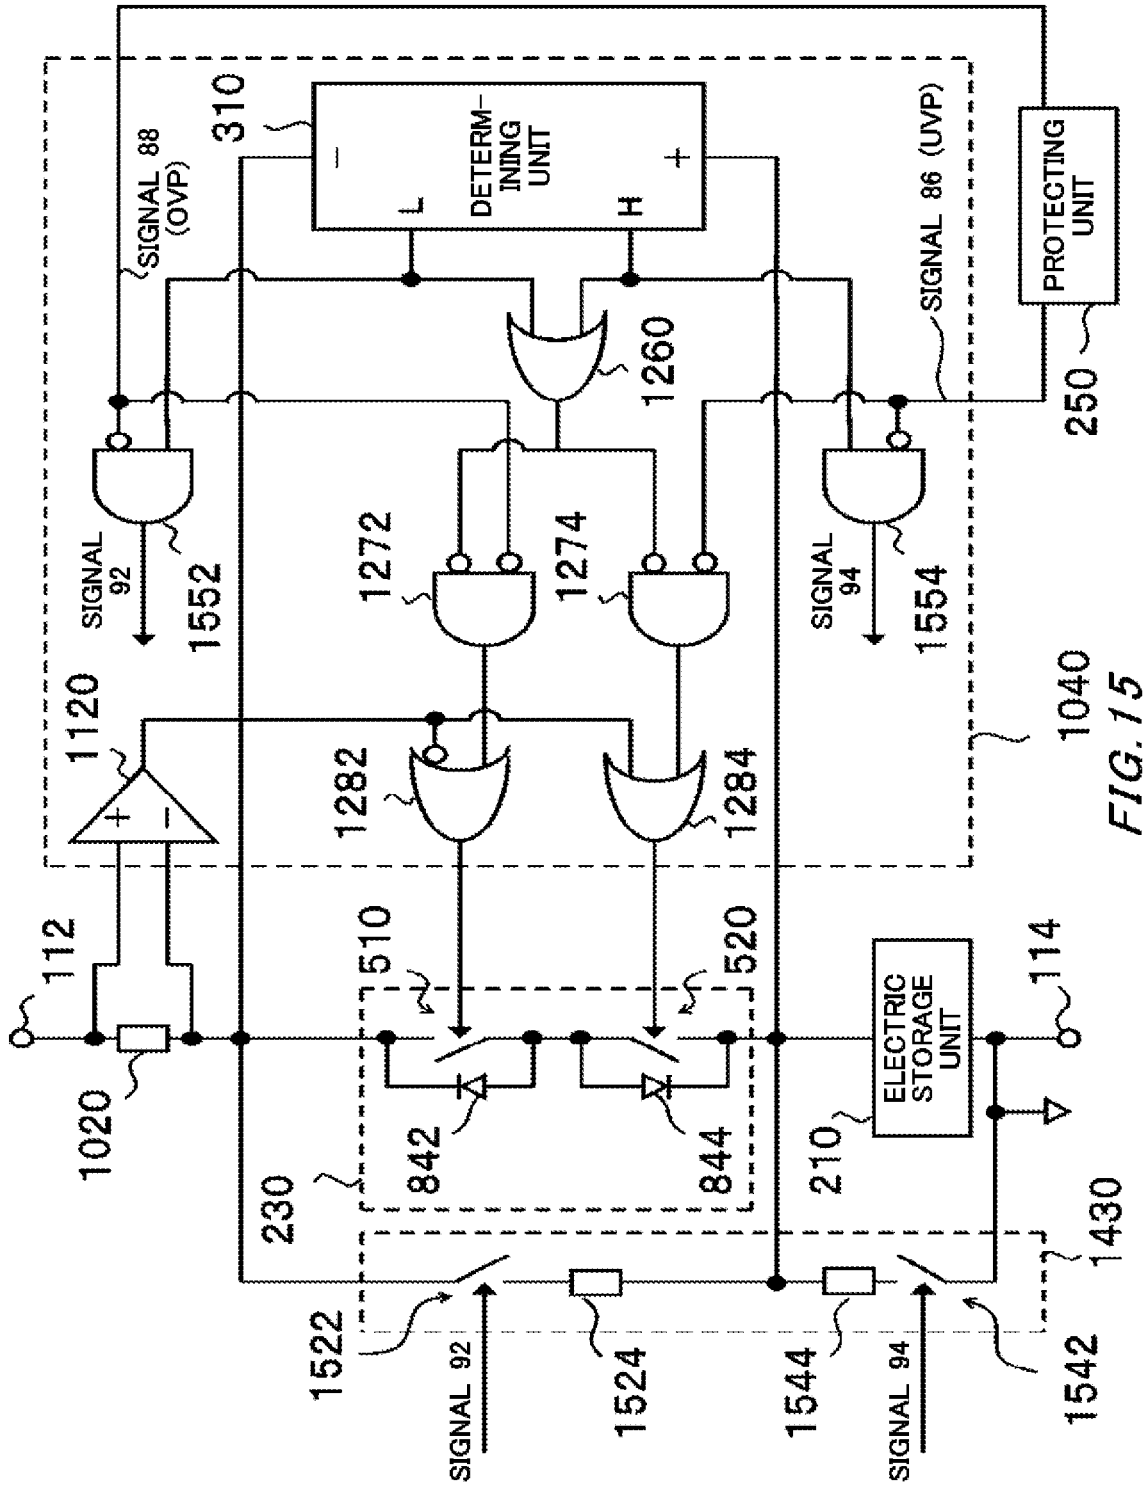 SIGNAL 88
(OVP)
310
DETERM-
INING
UNIT
−
+
L
H
SIGNAL 86 (UVP)
PROTECTING
UNIT
250
1260
SIGNAL
92
1552
1272
1274
SIGNAL
94
1554
1120
+
−
1282
1284
1040
FIG. 15
112
1020
510
520
842
844
230
ELECTRIC
STORAGE
UNIT
210
114
1430
1522
SIGNAL 92
1524
1544
SIGNAL 94
1542